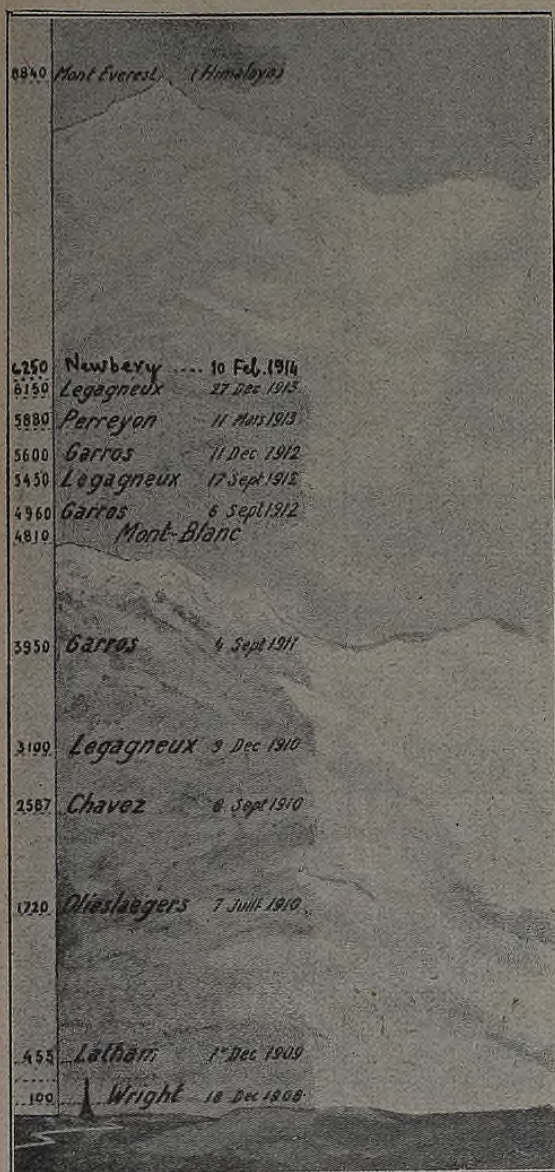 8840 Mont Everest (Himalaya)
6250 Newbery .... 10 Feb. 1914
6150 Legagneux 27 Dec 1913
5880 Perreyon 11 Mars 1913
5600 Garros 11 Dec 1912
5450 Legagneux 17 Sept 1912
4960 Garros 6 Sept 1912
4810 Mont-Blanc
3950 Garros 4 Sept 1911
3100 Legagneux 9 Dec 1910
2587 Chavez 8 Sept 1910
1720 Olieslaegers 7 Juill 1910
455 Latham 1er Dec 1909
100 Wright 18 Dec 1908